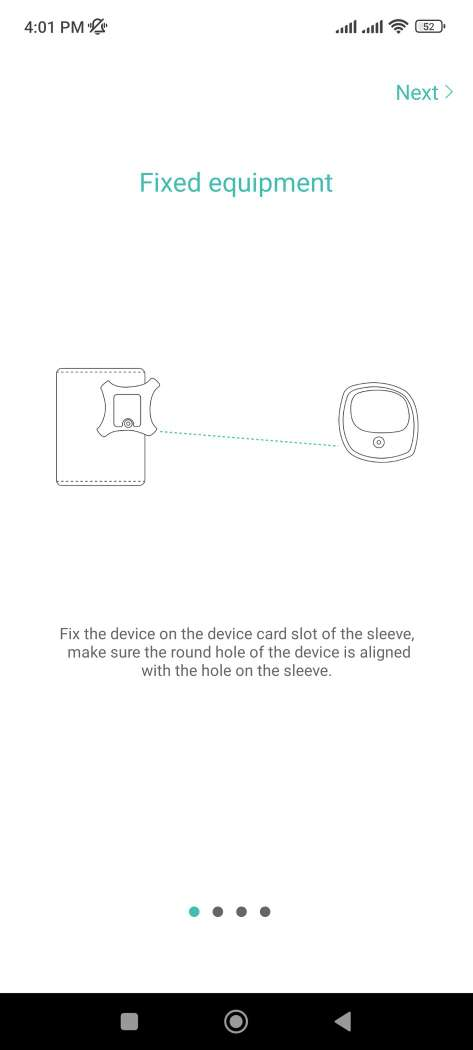 4:01 PM
52
Next
Fixed equipment
Fix the device on the device card slot of the sleeve,
make sure the round hole of the device is aligned
with the hole on the sleeve.